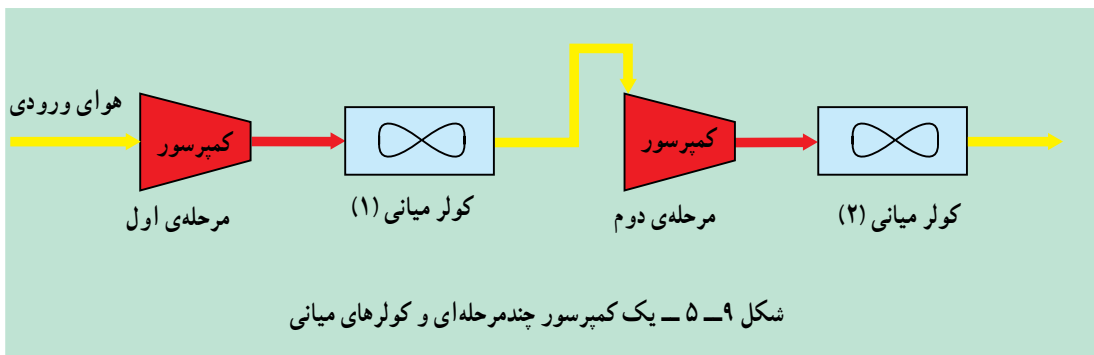 هوای ورودی
کمپرسور
مرحله‌ی اول
کولر میانی (۱)
کمپرسور
مرحله‌ی دوم
کولر میانی (۲)
شکل ۹ــ ۵ ــ یک کمپرسور چندمرحله‌ای و کولرهای میانی